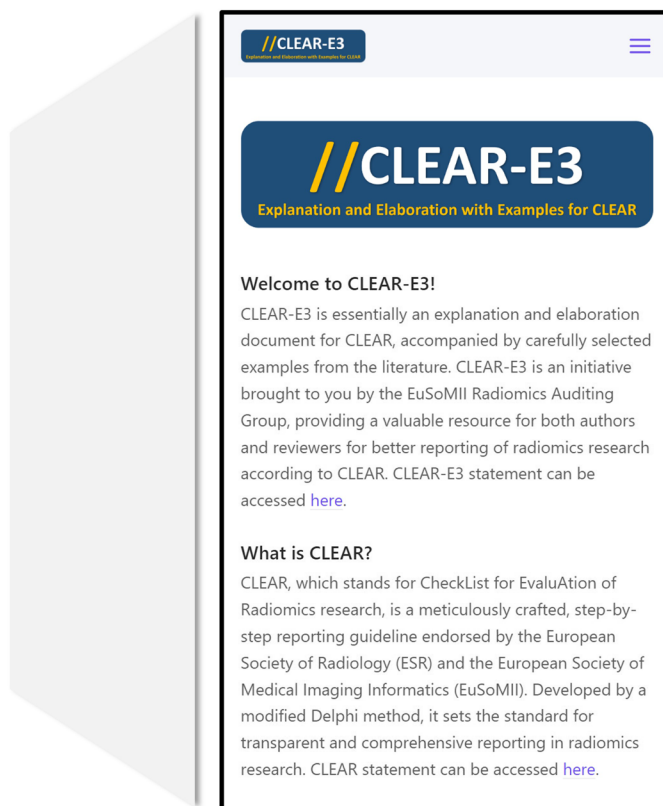 //CLEAR-E3
Explanation and Elaboration with Examples for CLEAR
//CLEAR-E3
Explanation and Elaboration with Examples for CLEAR
Welcome to CLEAR-E3!
CLEAR-E3 is essentially an explanation and elaboration
document for CLEAR, accompanied by carefully selected
examples from the literature. CLEAR-E3 is an initiative
brought to you by the EuSoMII Radiomics Auditing
Group, providing a valuable resource for both authors
and reviewers for better reporting of radiomics research
according to CLEAR. CLEAR-E3 statement can be
accessed here.
What is CLEAR?
CLEAR, which stands for CheckList for EvaluAtion of
Radiomics research, is a meticulously crafted, step-by-
step reporting guideline endorsed by the European
Society of Radiology (ESR) and the European Society of
Medical Imaging Informatics (EuSoMII). Developed by a
modified Delphi method, it sets the standard for
transparent and comprehensive reporting in radiomics
research. CLEAR statement can be accessed here.